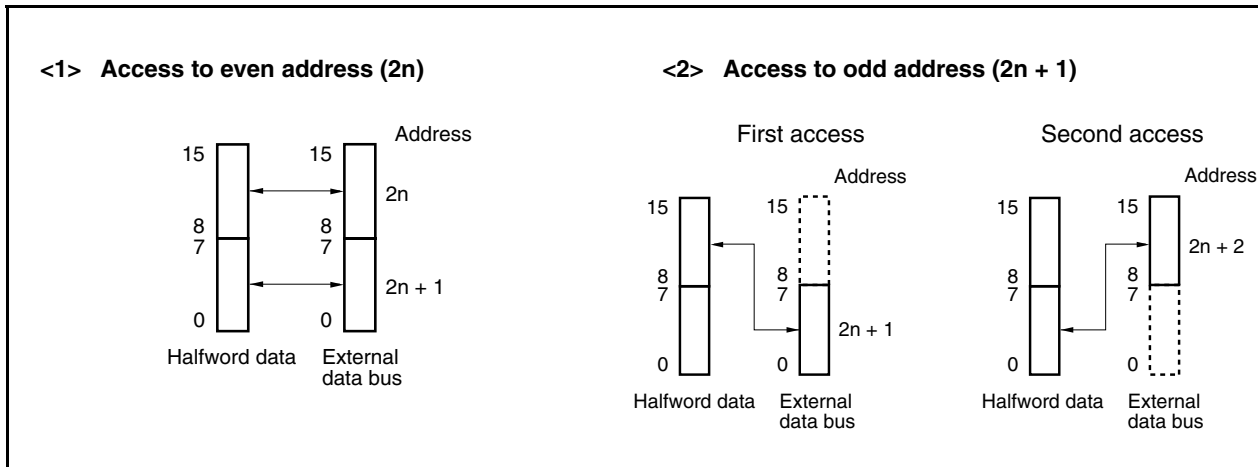 <1> Access to even address (2n)
Address
15
15
2n
8
8
7
7
2n + 1
0
0
Halfword data
External
data bus
<2> Access to odd address (2n + 1)
First access
Address
15
15
8
8
7
7
2n + 1
0
0
Halfword data
External
data bus
Second access
Address
15
15
2n + 2
8
8
7
7
0
0
Halfword data
External
data bus